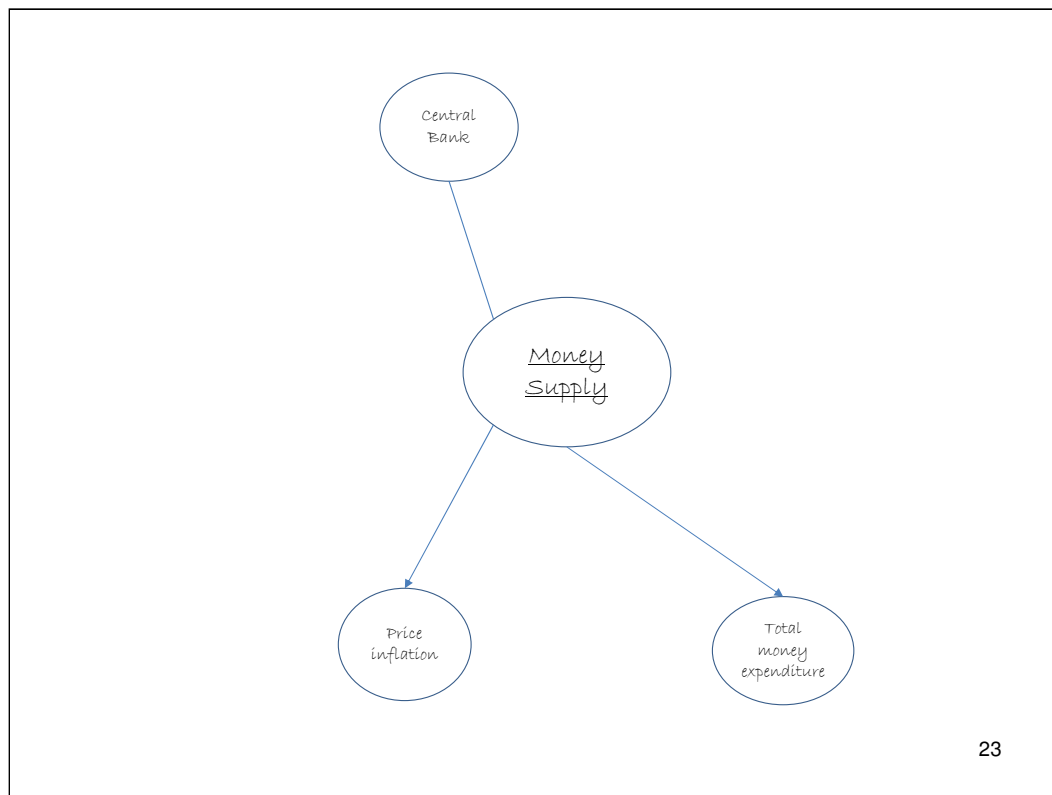 Central
Bank
Money
Supply
Price
inflation
Total
money
expenditure
23